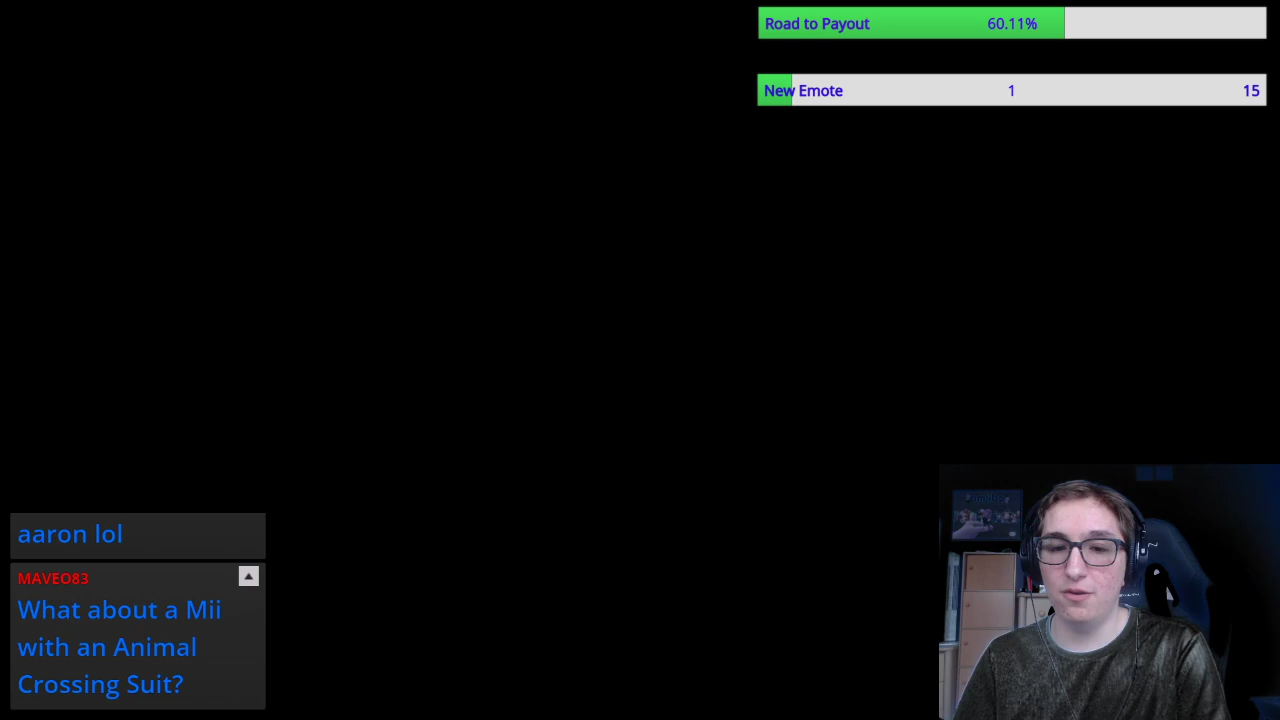 Road to Payout 60.11%
New Emote 1 15
aaron lol
MAVEO83
What about a Mii
with an Animal
Crossing Suit?